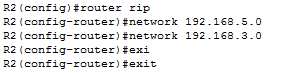 R2(config)#router rip
R2(config-router)#network 192.168.5.0
R2(config-router)#network 192.168.3.0
R2(config-router)#exi
R2(config-router)#exit